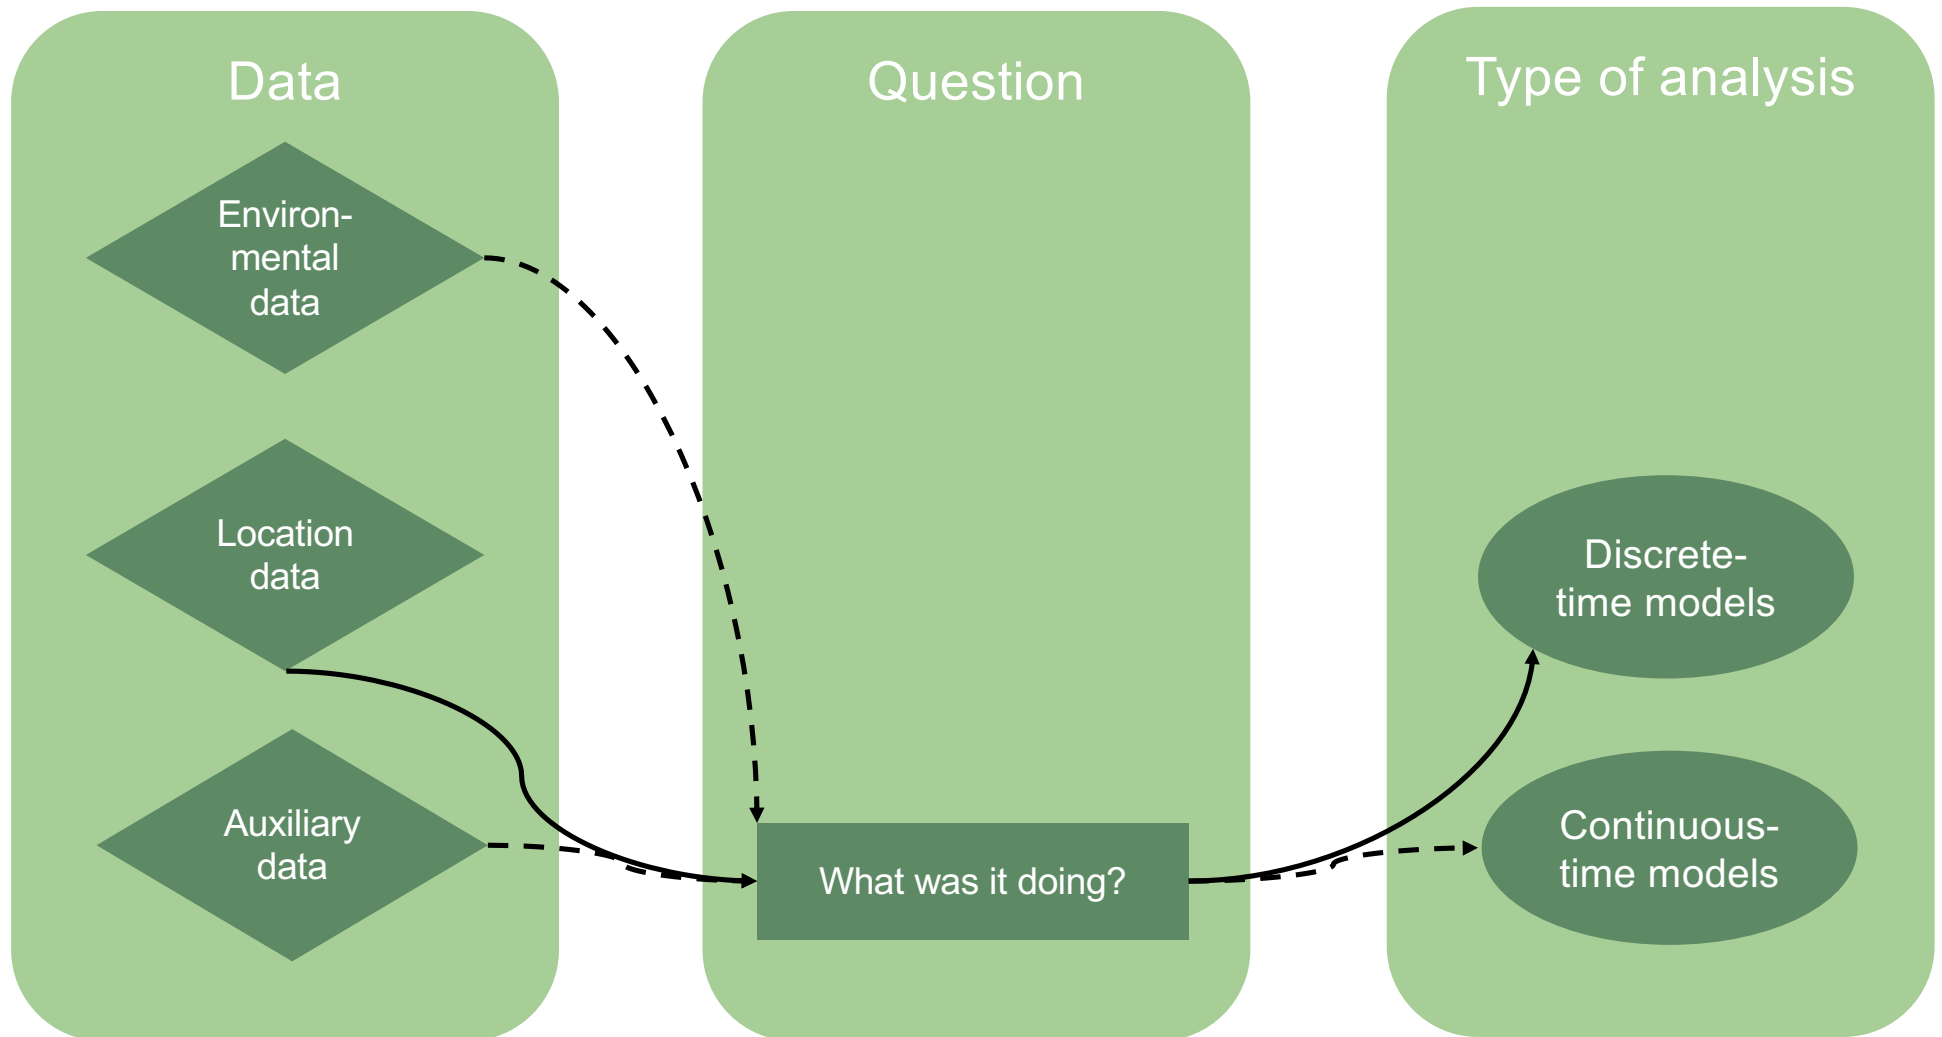 Data
Environ-
mental
data
Location
data
Auxiliary
data
Question
What was it doing?
Type of analysis
Discrete-
time models
Continuous-
time models